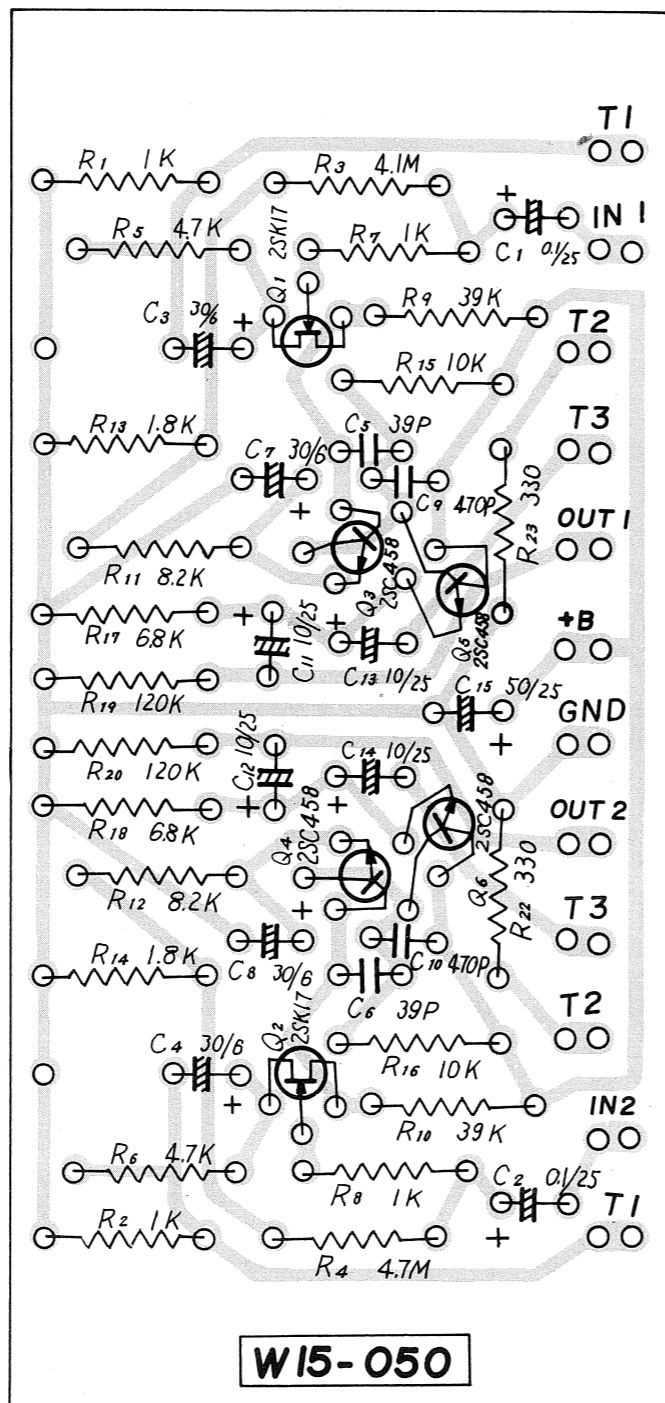 T1
R1 1K
R3 4.1M
+
IN 1
R5 4.7K
2SK17
Q1
R7 1K
C1 0.1/25
C3
+
R9 39K
T2
R15 10K
R13 1.8K
C5 39P
T3
C7 30/6
+
C9 470P
330
R23
OUT 1
R11 8.2K
Q3
2SC458
Q5
2SC458
R17 6.8K
+
C11 10/25
+
C13 10/25
+B
R19 120K
C15 50/25
+
GND
R20 120K
C12 10/25
+
C14 10/25
+
R18 6.8K
Q4
2SC458
2SC458
Q6
OUT 2
330
R22
R12 8.2K
+
T3
R14 1.8K
C8 30/6
C10 470P
C6 39P
2SK17
Q2
T2
C4 30/6
+
R16 10K
R10 39K
IN2
R6 4.7K
R8 1K
C2 0.1/25
+
R2 1K
R4 4.7M
T1
W15-050